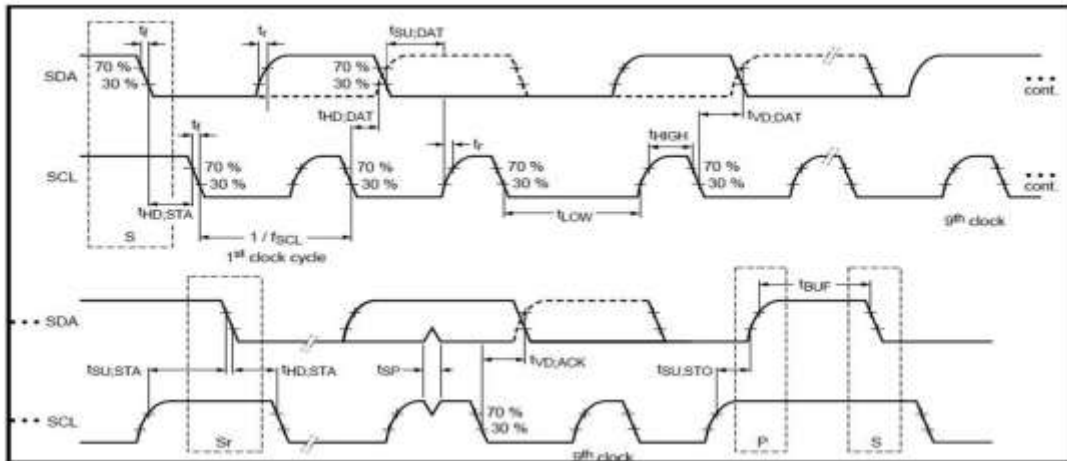 tf tr tSU;DAT
SDA 70 % 30 % 70 % 30 % cont.
tHD;DAT tVD;DAT
tf tr tHIGH
SCL 70 % 30 % 70 % 30 % 70 % 30 % 70 % 30 % cont.
tHD;STA tLOW 9th clock
S 1 / fSCL
1st clock cycle
tBUF
SDA
tSU;STA tHD;STA tSP tVD;ACK tSU;STO
SCL 70 % 30 %
Sr P S
9th clock